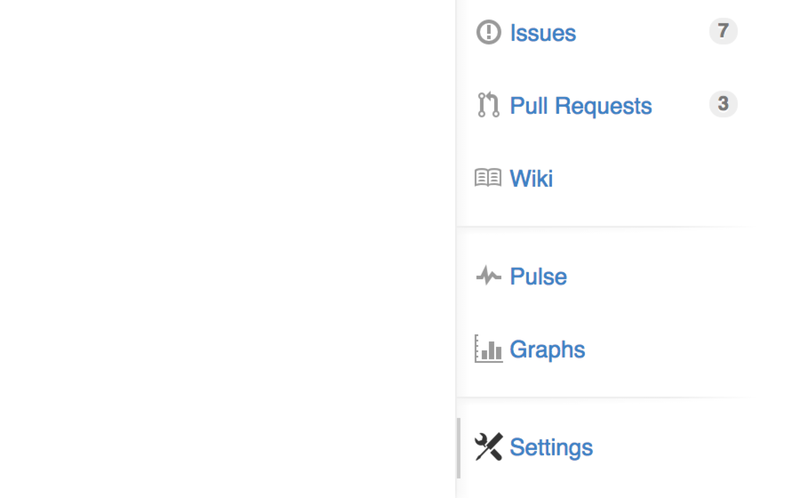 Issues 7
Pull Requests 3
Wiki
Pulse
Graphs
Settings